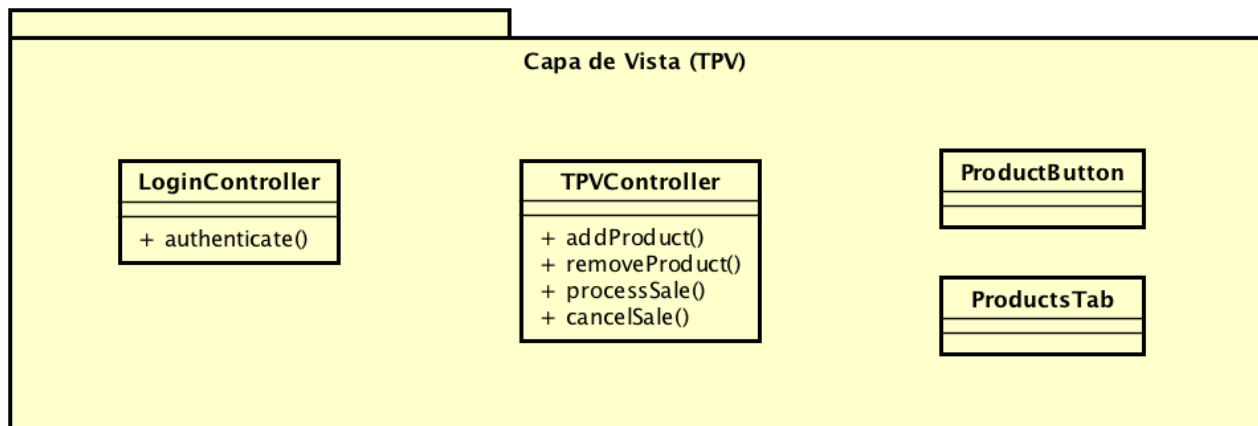 Capa de Vista (TPV)
LoginController
+ authenticate()
TPVController
+ addProduct()
+ removeProduct()
+ processSale()
+ cancelSale()
ProductButton
ProductsTab